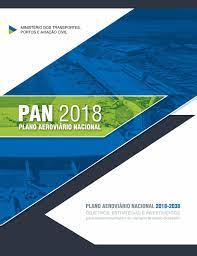 MINISTÉRIO DOS TRANSPORTES,
PORTOS E AVIAÇÃO CIVIL
PAN 2018
PLANO AEROVIÁRIO NACIONAL
PLANO AEROVIÁRIO NACIONAL 2018-2038
OBJETIVOS, ESTRATÉGIAS E INVESTIMENTOS